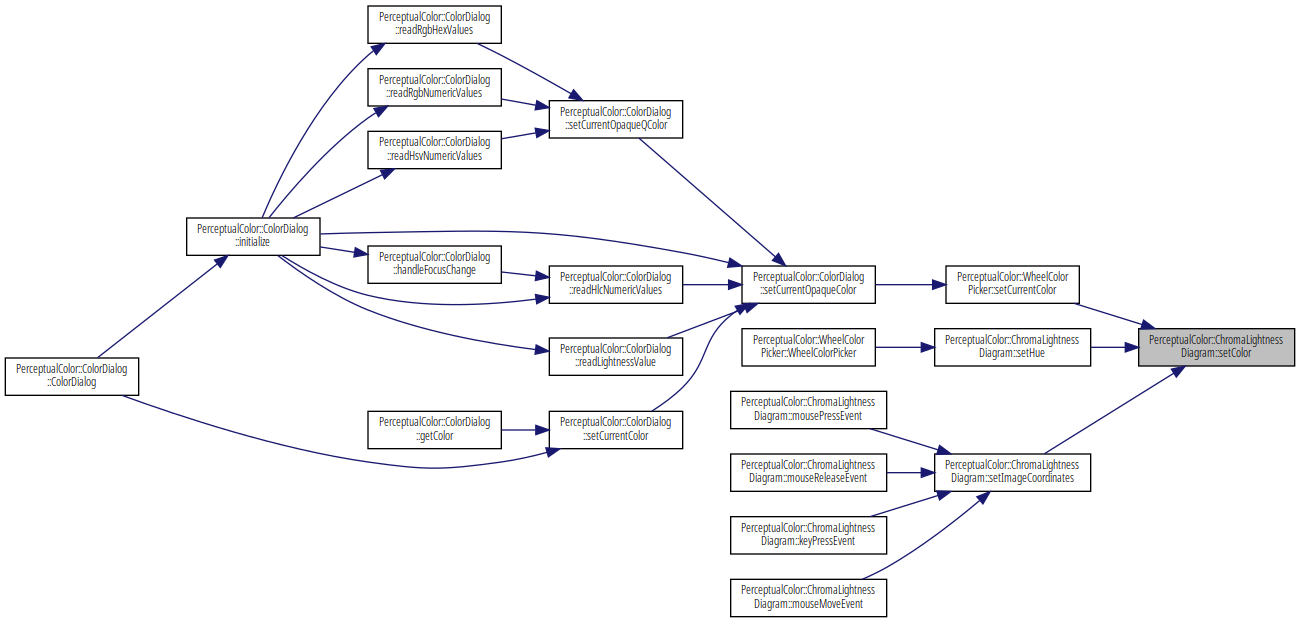 PerceptualColor::ColorDialog
::readRgbHexValues
PerceptualColor::ColorDialog
::readRgbNumericValues
PerceptualColor::ColorDialog
::setCurrentOpaqueQColor
PerceptualColor::ColorDialog
::readHsvNumericValues
PerceptualColor::ColorDialog
::initialize
PerceptualColor::ColorDialog
::handleFocusChange
PerceptualColor::ColorDialog
::readHlcNumericValues
PerceptualColor::ColorDialog
::setCurrentOpaqueColor
PerceptualColor::WheelColor
Picker::setCurrentColor
PerceptualColor::ColorDialog
::readLightnessValue
PerceptualColor::WheelColor
Picker::WheelColorPicker
PerceptualColor::ChromaLightness
Diagram::setHue
PerceptualColor::ChromaLightness
Diagram::setColor
PerceptualColor::ColorDialog
::ColorDialog
PerceptualColor::ColorDialog
::getColor
PerceptualColor::ColorDialog
::setCurrentColor
PerceptualColor::ChromaLightness
Diagram::mousePressEvent
PerceptualColor::ChromaLightness
Diagram::mouseReleaseEvent
PerceptualColor::ChromaLightness
Diagram::setImageCoordinates
PerceptualColor::ChromaLightness
Diagram::keyPressEvent
PerceptualColor::ChromaLightness
Diagram::mouseMoveEvent